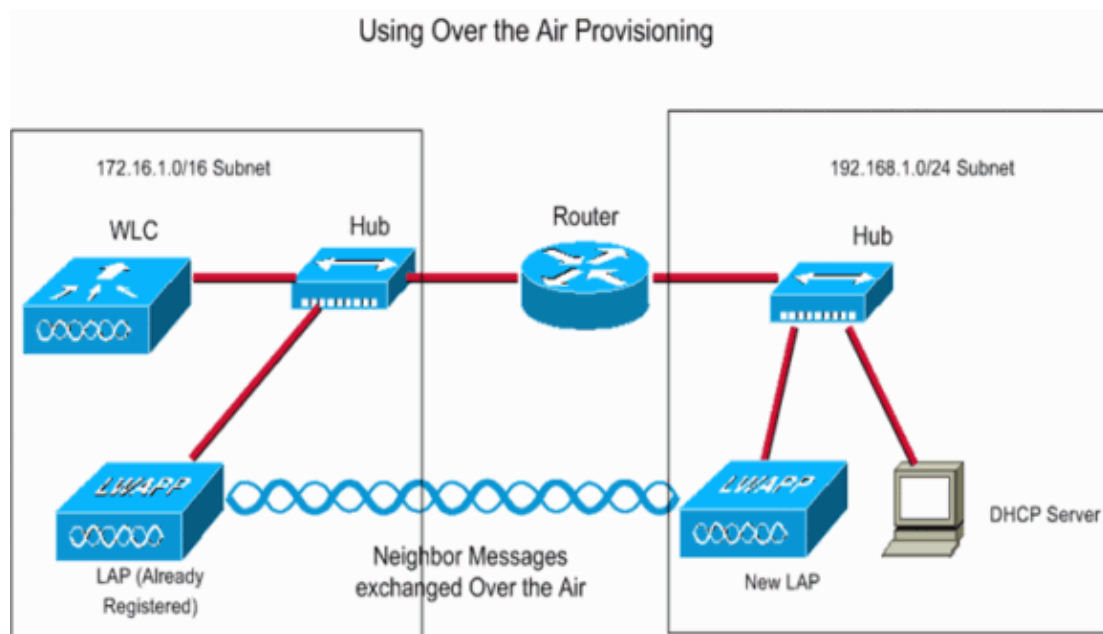 Using Over the Air Provisioning
172.16.1.0/16 Subnet
192.168.1.0/24 Subnet
WLC
Hub
Router
Hub
LWAPP
LWAPP
DHCP Server
LAP (Already
Registered)
Neighbor Messages
exchanged Over the Air
New LAP